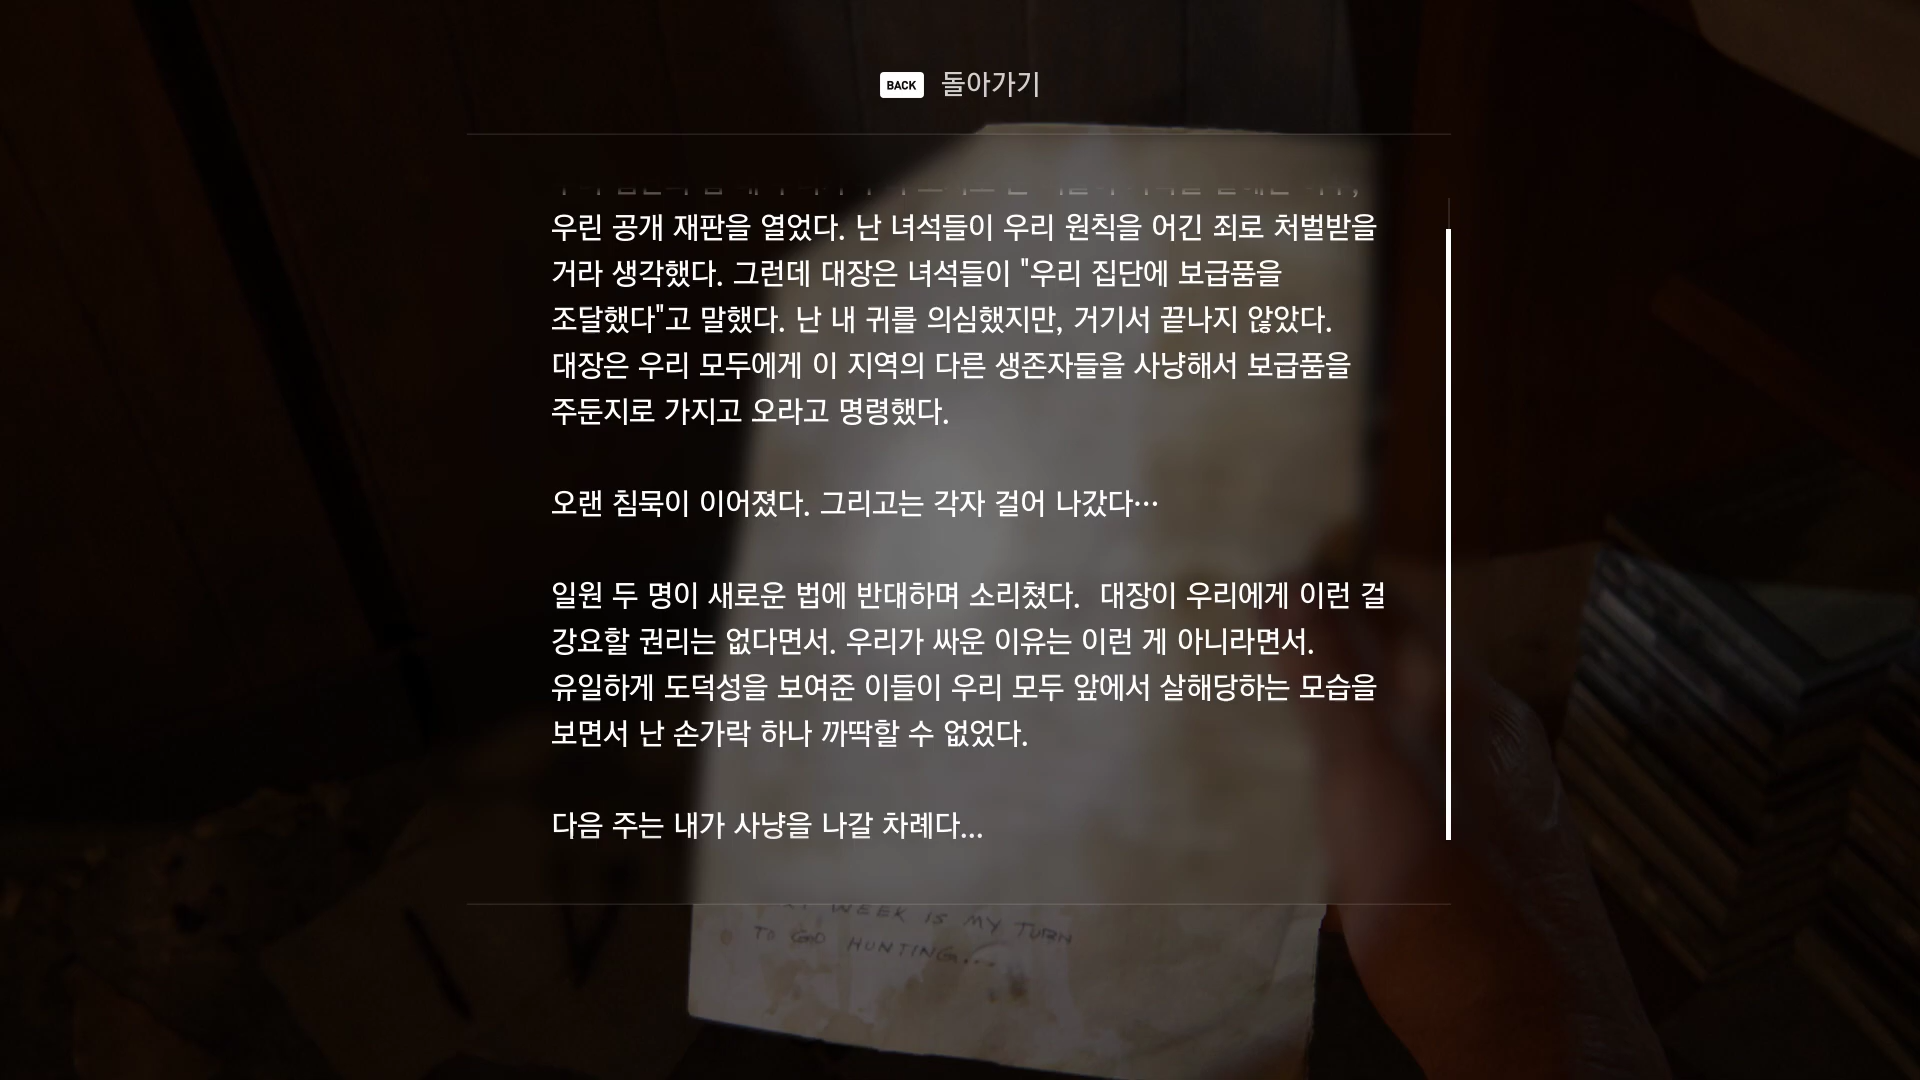 BACK 돌아가기
우린 공개 재판을 열었다. 난 녀석들이 우리 원칙을 어긴 죄로 처벌받을
거라 생각했다. 그런데 대장은 녀석들이 "우리 집단에 보급품을
조달했다"고 말했다. 난 내 귀를 의심했지만, 거기서 끝나지 않았다.
대장은 우리 모두에게 이 지역의 다른 생존자들을 사냥해서 보급품을
주둔지로 가지고 오라고 명령했다.
오랜 침묵이 이어졌다. 그리고는 각자 걸어 나갔다…
일원 두 명이 새로운 법에 반대하며 소리쳤다.  대장이 우리에게 이런 걸
강요할 권리는 없다면서. 우리가 싸운 이유는 이런 게 아니라면서.
유일하게 도덕성을 보여준 이들이 우리 모두 앞에서 살해당하는 모습을
보면서 난 손가락 하나 까딱할 수 없었다.
다음 주는 내가 사냥을 나갈 차례다...
WEEK IS MY TURN
TO GO HUNTING...